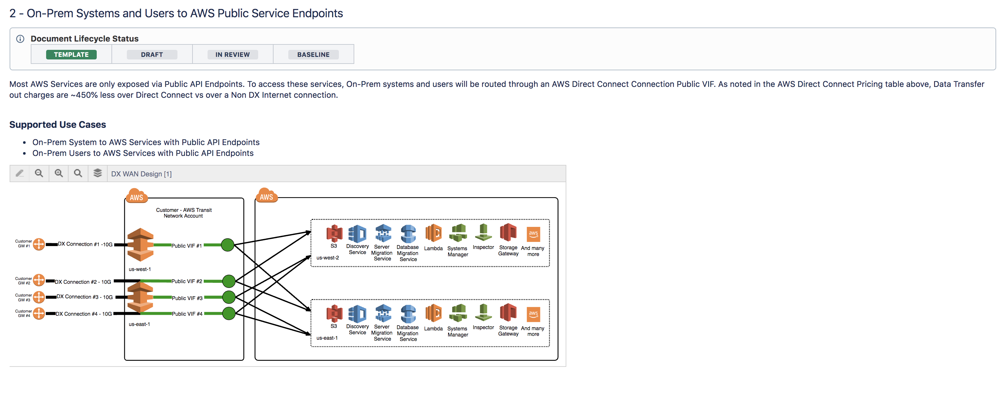 2 - On-Prem Systems and Users to AWS Public Service Endpoints
Document Lifecycle Status
TEMPLATE DRAFT IN REVIEW BASELINE
Most AWS Services are only exposed via Public API Endpoints. To access these services, On-Prem systems and users will be routed through an AWS Direct Connect Connection Public VIF. As noted in the AWS Direct Connect Pricing table above, Data Transfer
out charges are ~450% less over Direct Connect vs over a Non DX Internet connection.
Supported Use Cases
• On-Prem System to AWS Services with Public API Endpoints
• On-Prem Users to AWS Services with Public API Endpoints
DX WAN Design [1]
AWS
Customer - AWS Transit
Network Account
Customer
GW #1
DX Connection #1 -10G
Public VIF #1
us-west-1
Customer
GW #2
DX Connection #2 - 10G
Public VIF #2
Customer
GW #3
DX Connection #3 - 10G
Public VIF #3
Customer
GW #4
DX Connection #4 - 10G
Public VIF #4
us-east-1
AWS
S3
Discovery
Service
Server
Migration
Service
Database
Migration
Service
Lambda
Systems
Manager
Inspector
Storage
Gateway
aws
And many
more
us-west-2
S3
Discovery
Service
Server
Migration
Service
Database
Migration
Service
Lambda
Systems
Manager
Inspector
Storage
Gateway
aws
And many
more
us-east-1